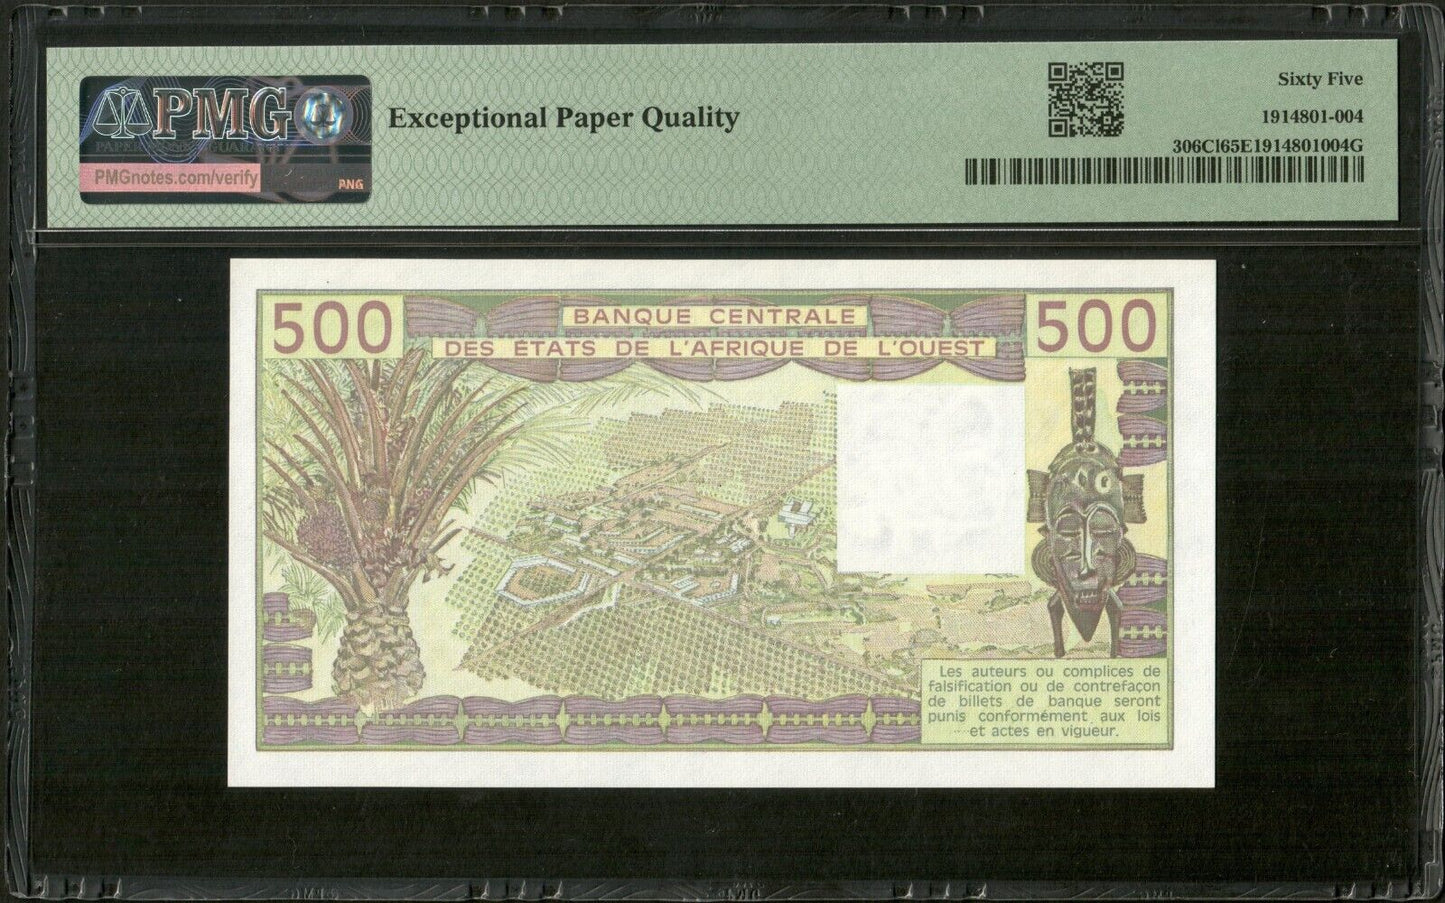 PMG
PMGnotes.com/verify
PMG
Exceptional Paper Quality
Sixty Five
1914801-004
306Cl65E1914801004G
500
BANQUE CENTRALE
DES ÉTATS DE L'AFRIQUE DE L'OUEST
500
Les auteurs ou complices de
falsification ou de contrefaçon
de billets de banque seront
punis conformément aux lois
et actes en vigueur.